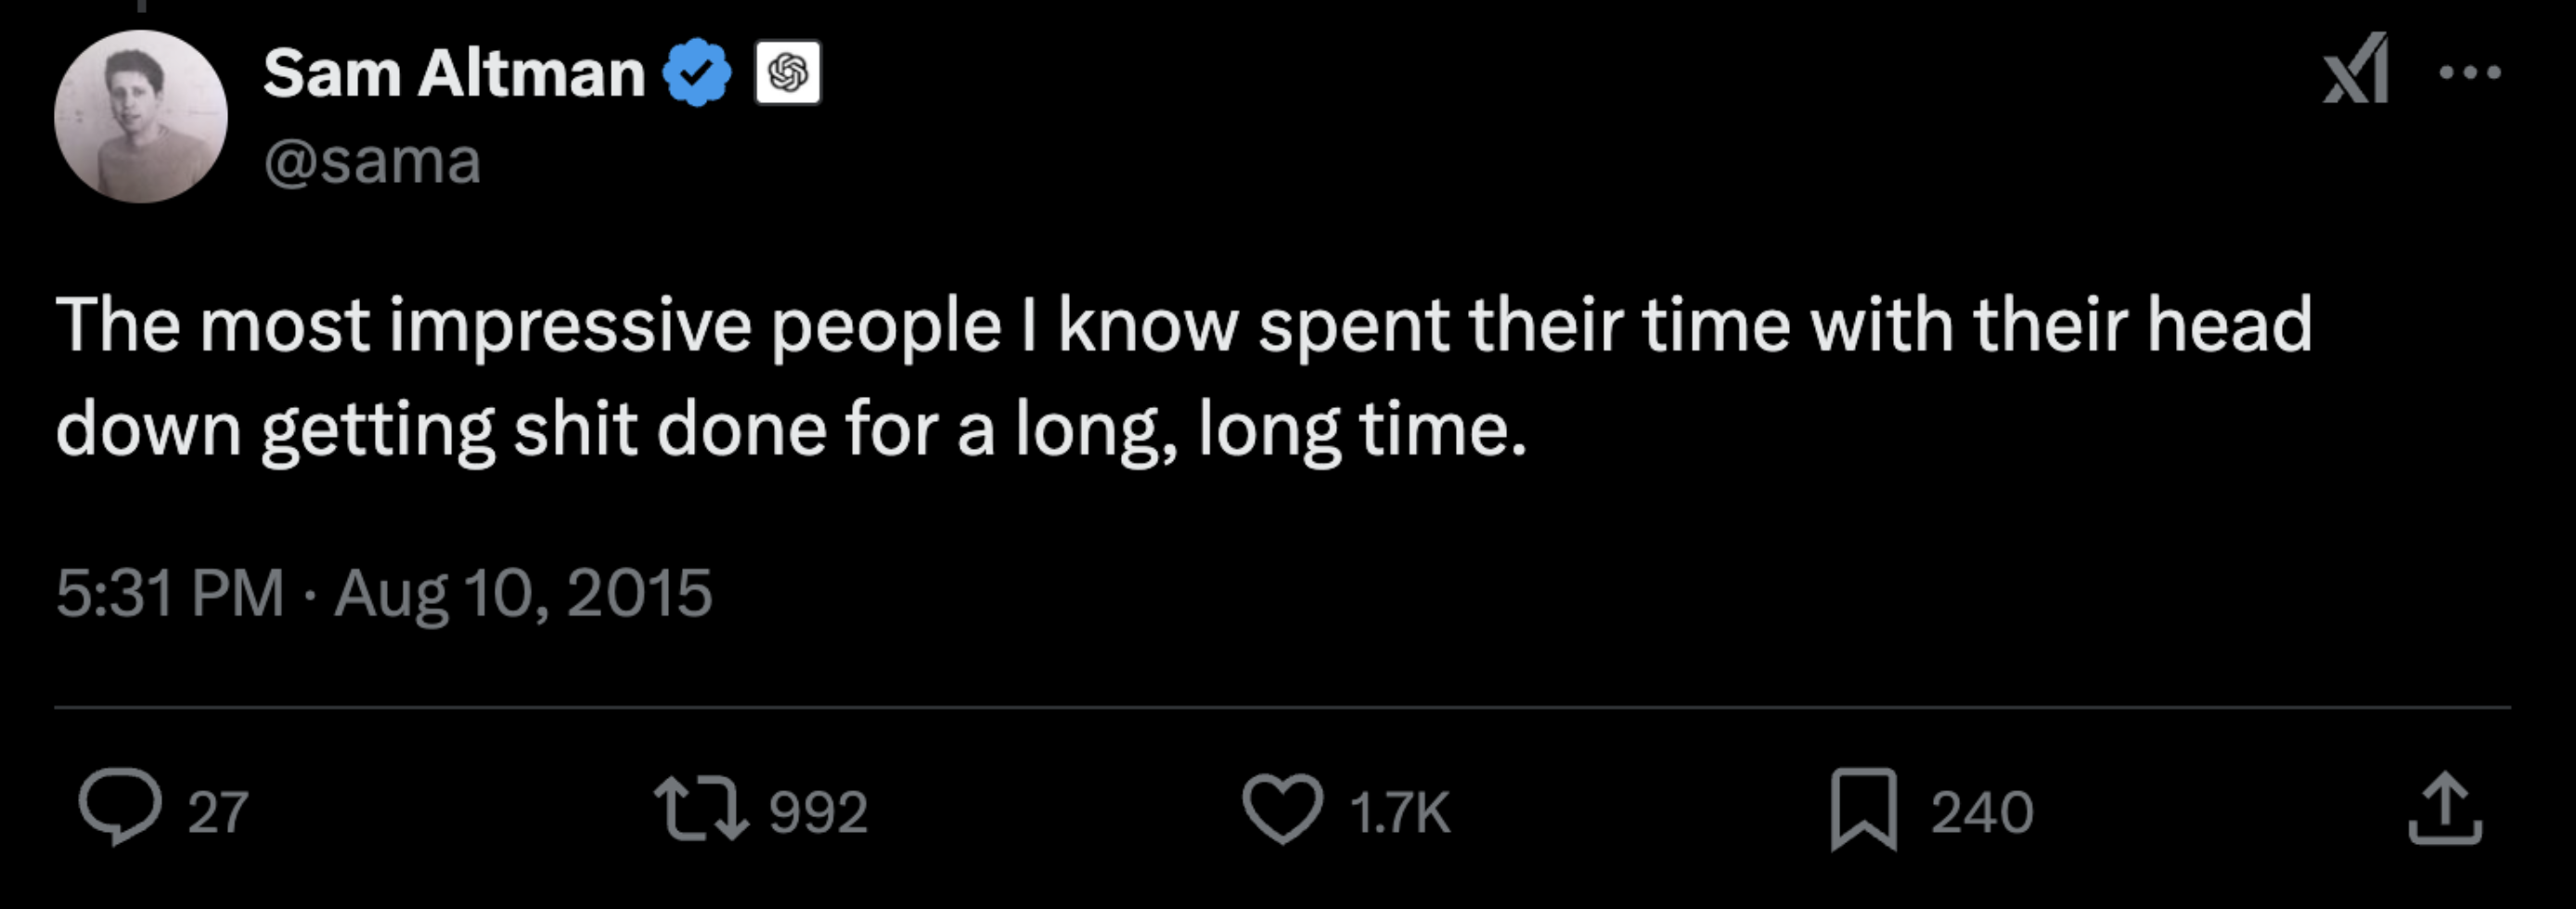 Sam Altman
@sama
The most impressive people I know spent their time with their head
down getting shit done for a long, long time.
5:31 PM · Aug 10, 2015
27 992 1.7K 240